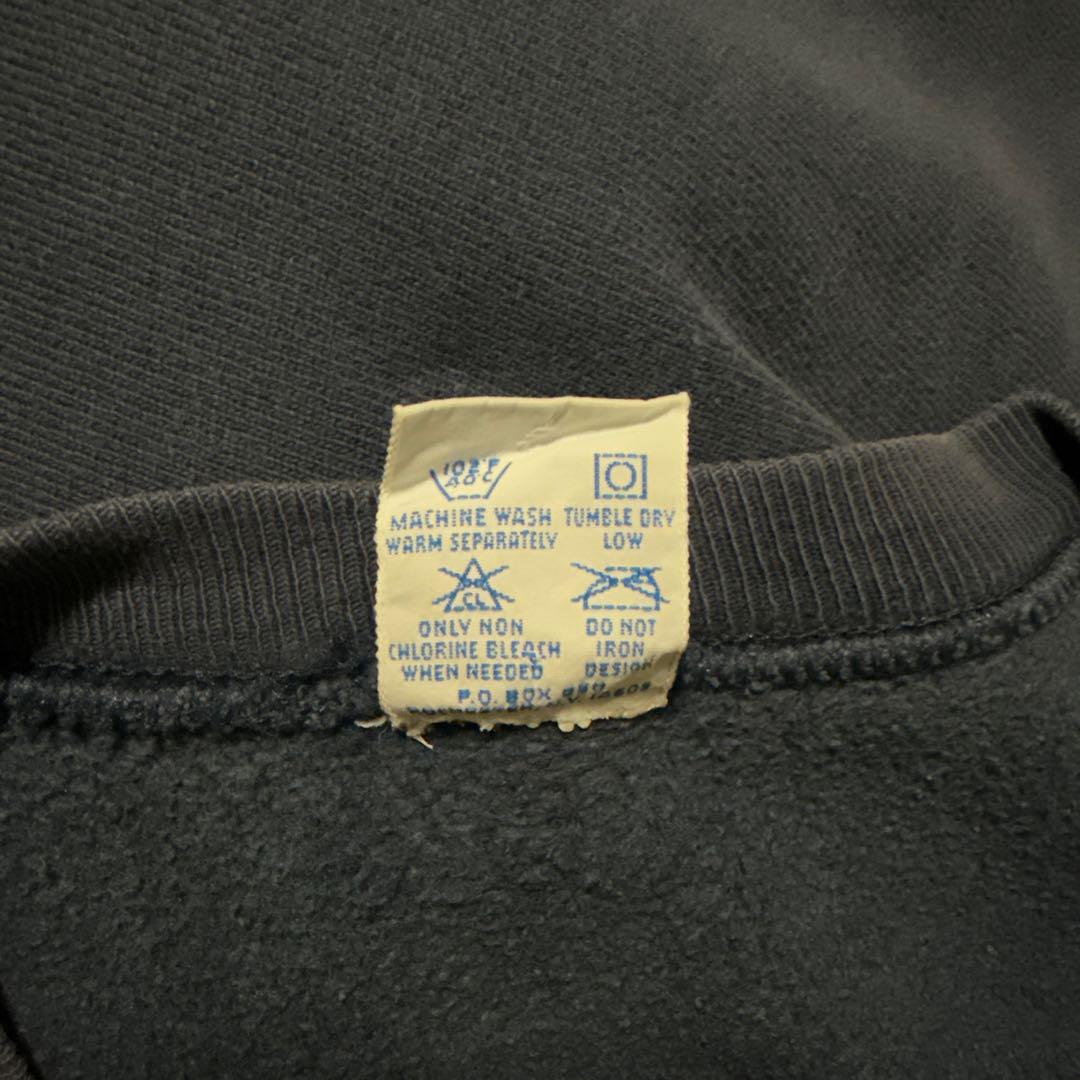 102°F
40°C
MACHINE WASH
WARM SEPARATELY
TUMBLE DRY
LOW
CL
ONLY NON
CHLORINE BLEACH
WHEN NEEDED
DO NOT
IRON
DESIGN
P.O. BOX